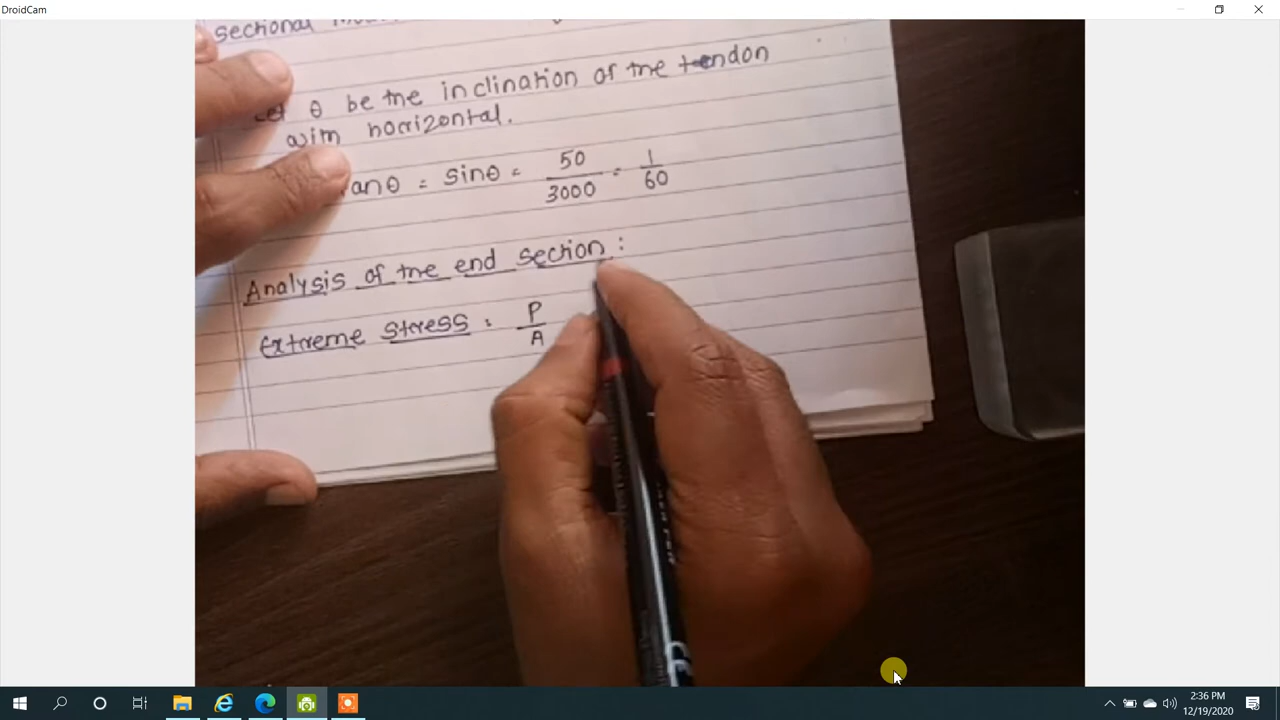 DroidCam
sectional
θ be the inclination of the tendon
with horizontal.
tanθ = sinθ = 50/3000 = 1/60
Analysis of the end section :
extreme stress : P/A
2:36 PM
12/19/2020